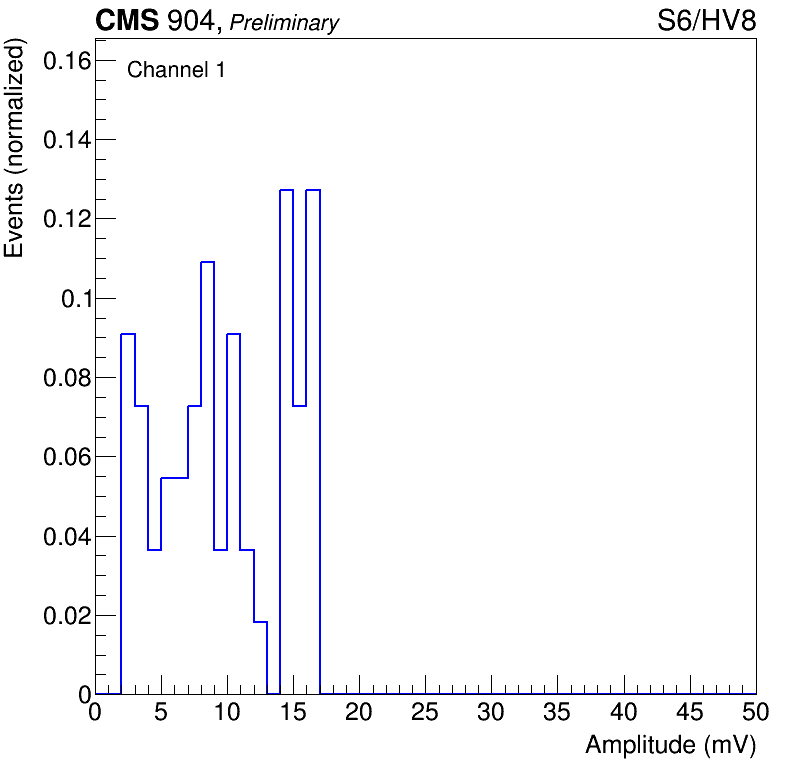 CMS 904, Preliminary S6/HV8
Channel 1
Events (normalized)
0.16
0.14
0.12
0.1
0.08
0.06
0.04
0.02
0
0 5 10 15 20 25 30 35 40 45 50
Amplitude (mV)